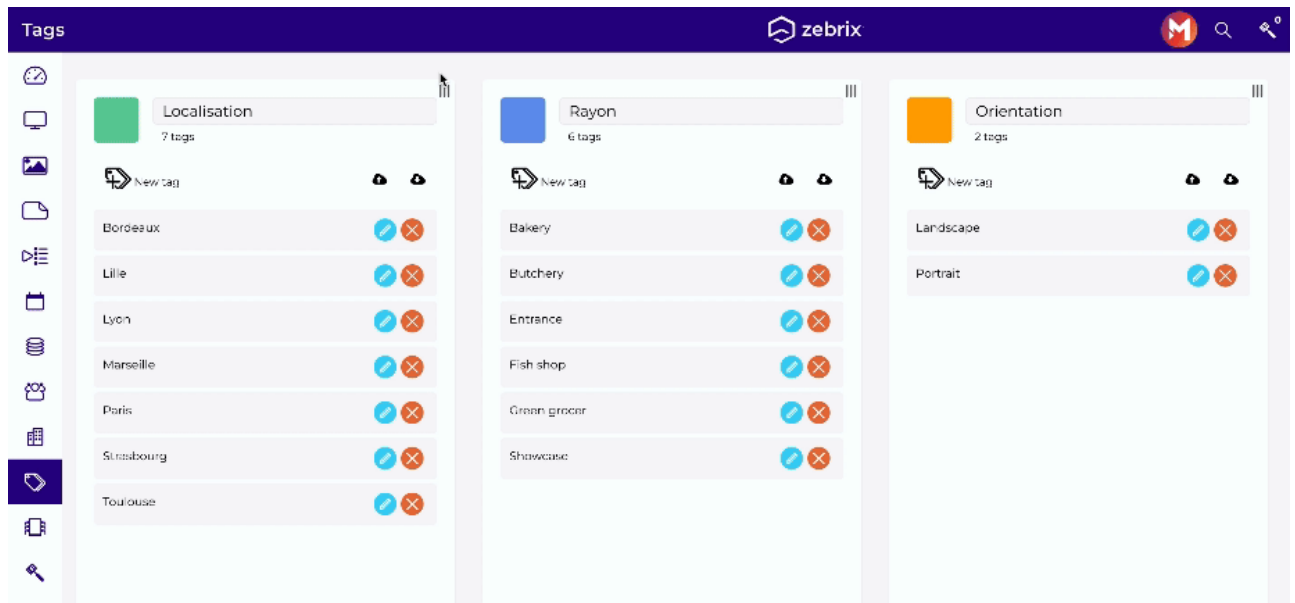 Tags
zebrix
0
Localisation
7 tags
New tag
Bordeaux
Lille
Lyon
Marseille
Paris
Strasbourg
Toulouse
Rayon
6 tags
New tag
Bakery
Butchery
Entrance
Fish shop
Green grocer
Showcase
Orientation
2 tags
New tag
Landscape
Portrait